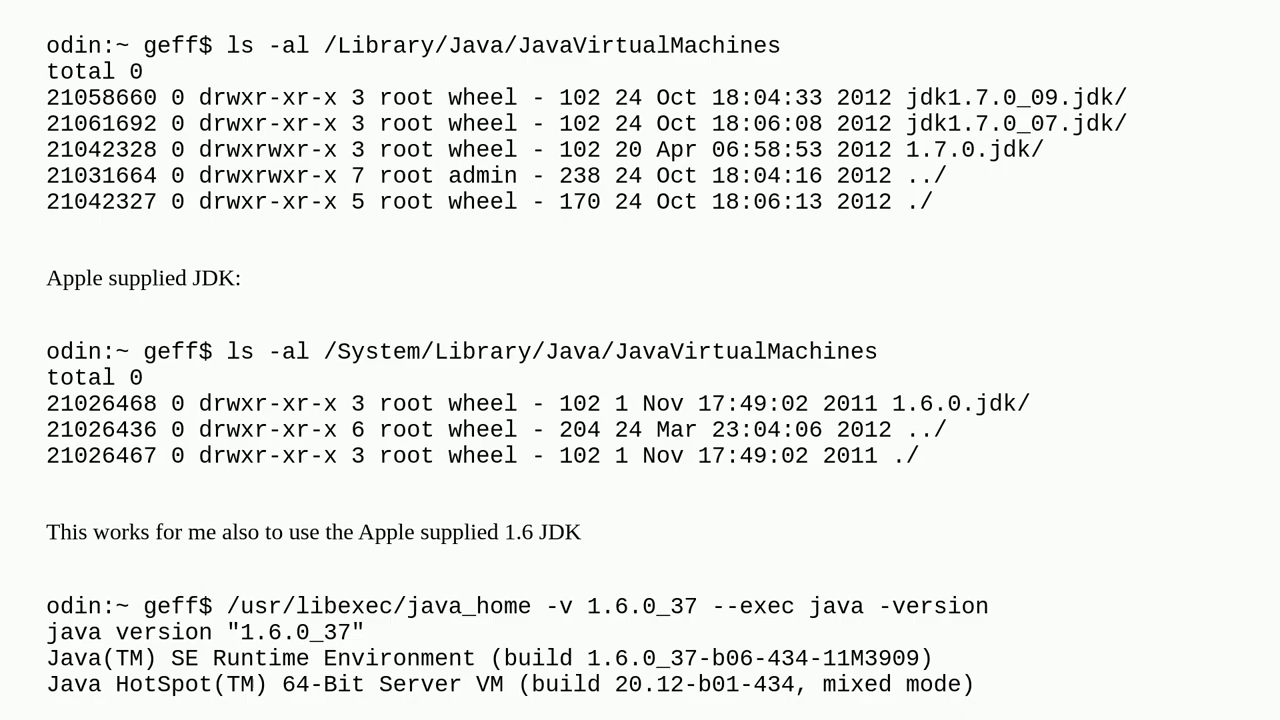 odin:~ geff$ ls -al /Library/Java/JavaVirtualMachines
total 0
21058660 0 drwxr-xr-x 3 root wheel - 102 24 Oct 18:04:33 2012 jdk1.7.0_09.jdk/
21061692 0 drwxr-xr-x 3 root wheel - 102 24 Oct 18:06:08 2012 jdk1.7.0_07.jdk/
21042328 0 drwxrwxr-x 3 root wheel - 102 20 Apr 06:58:53 2012 1.7.0.jdk/
21031664 0 drwxrwxr-x 7 root admin - 238 24 Oct 18:04:16 2012 ../
21042327 0 drwxr-xr-x 5 root wheel - 170 24 Oct 18:06:13 2012 ./
Apple supplied JDK:
odin:~ geff$ ls -al /System/Library/Java/JavaVirtualMachines
total 0
21026468 0 drwxr-xr-x 3 root wheel - 102 1 Nov 17:49:02 2011 1.6.0.jdk/
21026436 0 drwxr-xr-x 6 root wheel - 204 24 Mar 23:04:06 2012 ../
21026467 0 drwxr-xr-x 3 root wheel - 102 1 Nov 17:49:02 2011 ./
This works for me also to use the Apple supplied 1.6 JDK
odin:~ geff$ /usr/libexec/java_home -v 1.6.0_37 --exec java -version
java version "1.6.0_37"
Java(TM) SE Runtime Environment (build 1.6.0_37-b06-434-11M3909)
Java HotSpot(TM) 64-Bit Server VM (build 20.12-b01-434, mixed mode)